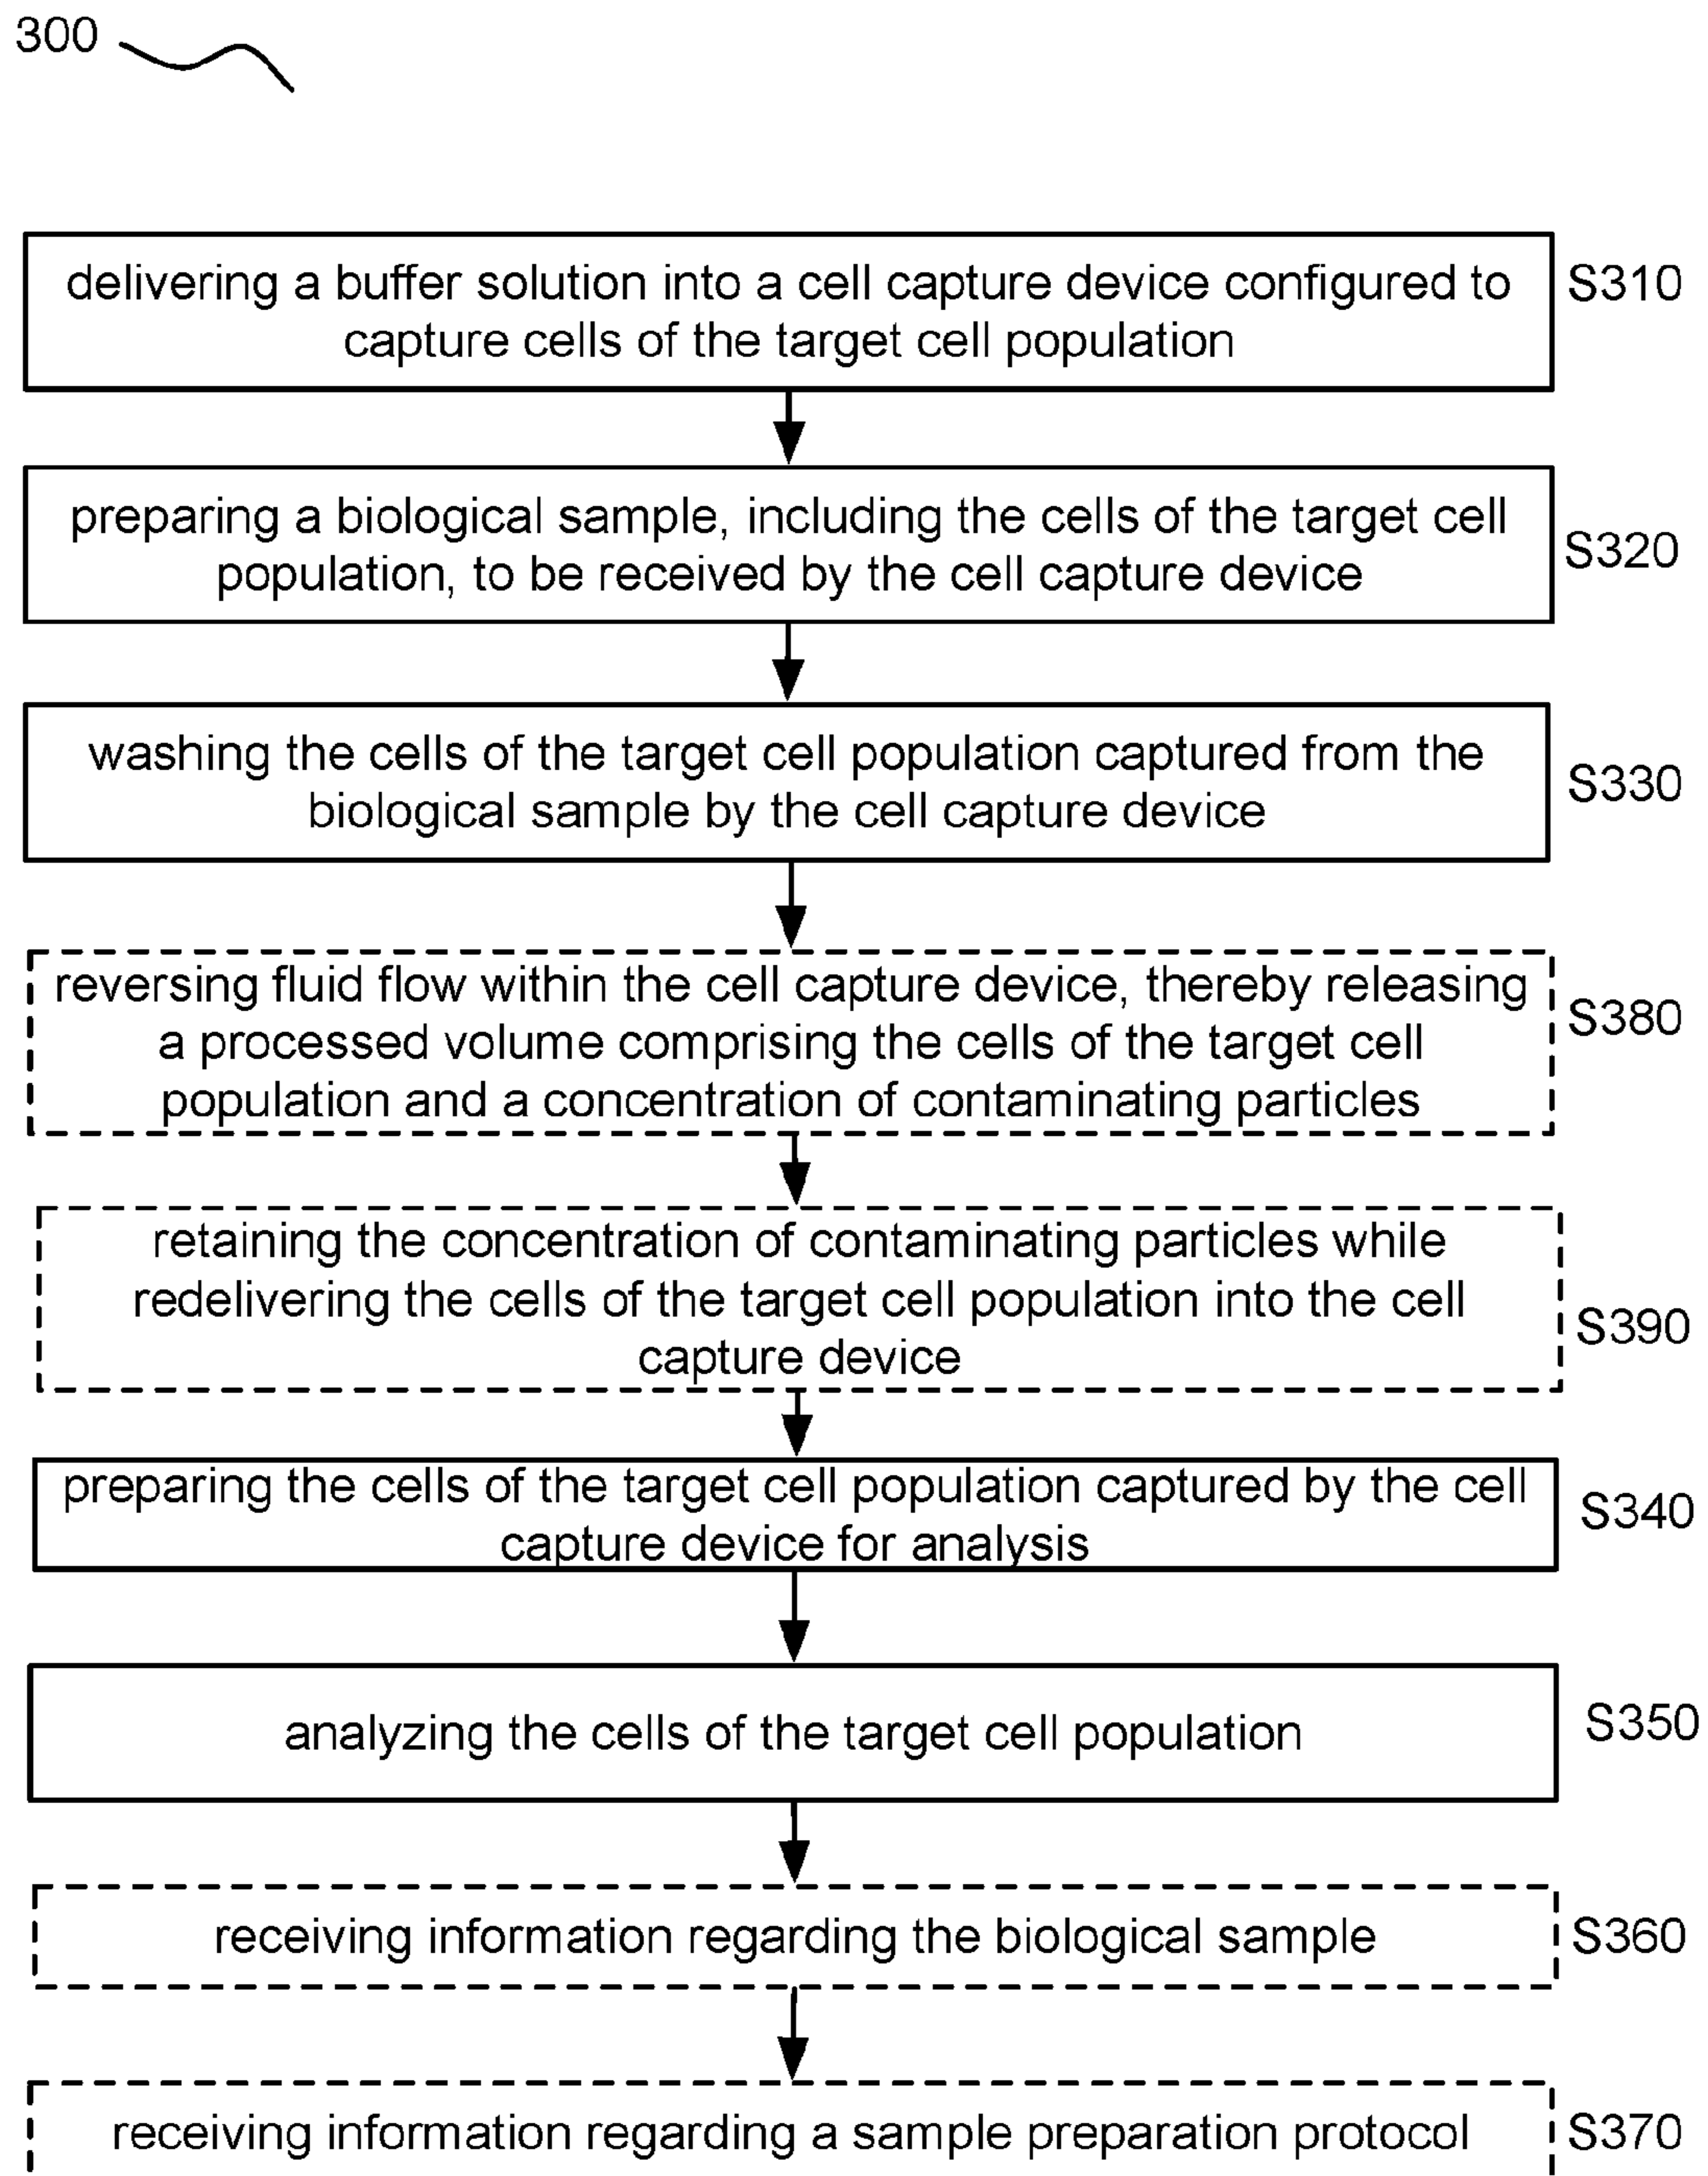 300
delivering a buffer solution into a cell capture device configured to
capture cells of the target cell population
S310
preparing a biological sample, including the cells of the target cell
population, to be received by the cell capture device
S320
washing the cells of the target cell population captured from the
biological sample by the cell capture device
S330
reversing fluid flow within the cell capture device, thereby releasing
a processed volume comprising the cells of the target cell
population and a concentration of contaminating particles
S380
retaining the concentration of contaminating particles while
redelivering the cells of the target cell population into the cell
capture device
S390
preparing the cells of the target cell population captured by the cell
capture device for analysis
S340
analyzing the cells of the target cell population
S350
receiving information regarding the biological sample
S360
receiving information regarding a sample preparation protocol
S370